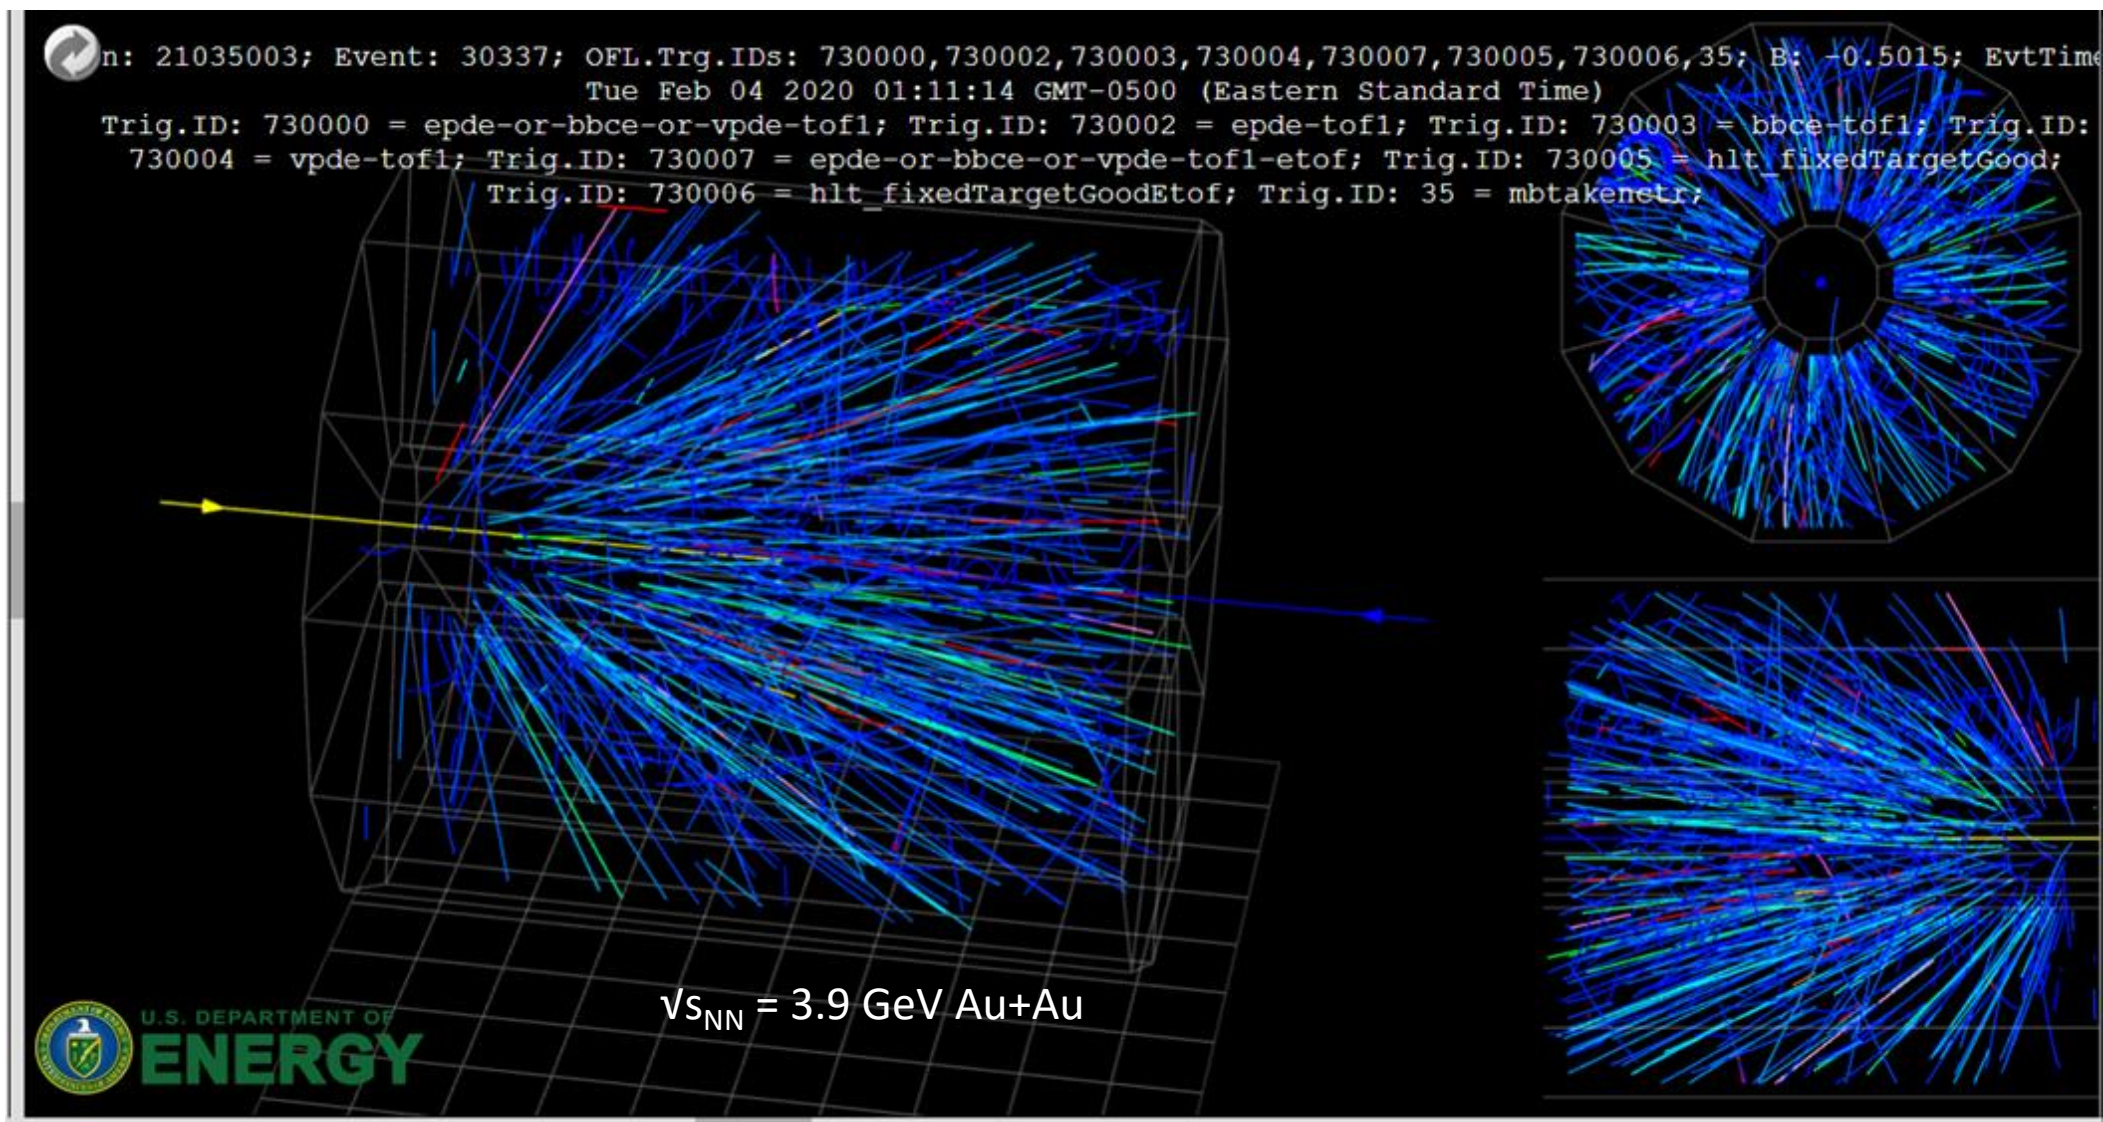 n: 21035003; Event: 30337; OFL.Trg.IDs: 730000,730002,730003,730004,730007,730005,730006,35; B: -0.5015; EvtTime
Tue Feb 04 2020 01:11:14 GMT-0500 (Eastern Standard Time)
Trig.ID: 730000 = epde-or-bbce-or-vpde-tof1; Trig.ID: 730002 = epde-tof1; Trig.ID: 730003 = bbce-tof1; Trig.ID:
730004 = vpde-tof1; Trig.ID: 730007 = epde-or-bbce-or-vpde-tof1-etof; Trig.ID: 730005 = hlt_fixedTargetGood;
Trig.ID: 730006 = hlt_fixedTargetGoodEtof; Trig.ID: 35 = mbtakenctr;
√sNN = 3.9 GeV Au+Au
U.S. DEPARTMENT OF
ENERGY